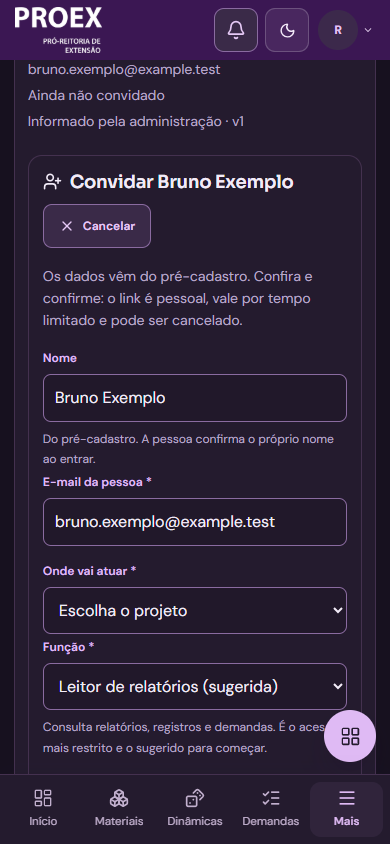 PROEX
PRÓ-REITORIA DE
EXTENSÃO
R
bruno.exemplo@example.test
Ainda não convidado
Informado pela administração · v1
Convidar Bruno Exemplo
Cancelar
Os dados vêm do pré-cadastro. Confira e
confirme: o link é pessoal, vale por tempo
limitado e pode ser cancelado.
Nome
Bruno Exemplo
Do pré-cadastro. A pessoa confirma o próprio nome
ao entrar.
E-mail da pessoa *
bruno.exemplo@example.test
Onde vai atuar *
Escolha o projeto
Função *
Leitor de relatórios (sugerida)
Consulta relatórios, registros e demandas. É o
mais restrito e o sugerido para começar.
Início
Materiais
Dinâmicas
Demandas
Mais